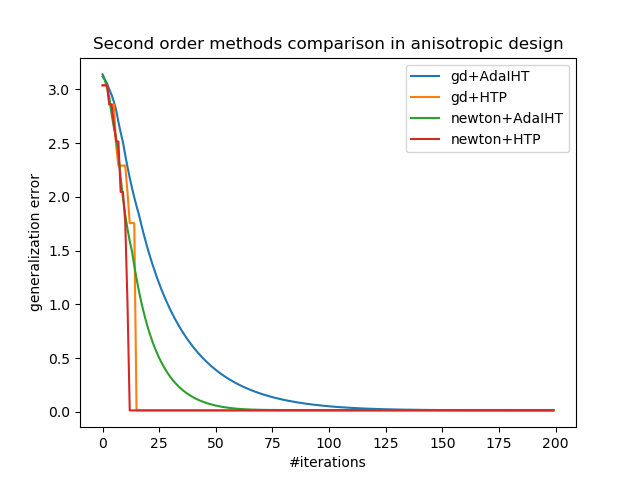 Second order methods comparison in anisotropic design
gd+AdaIHT
gd+HTP
newton+AdaIHT
newton+HTP
generalization error
3.0
2.5
2.0
1.5
1.0
0.5
0.0
0 25 50 75 100 125 150 175 200
#iterations